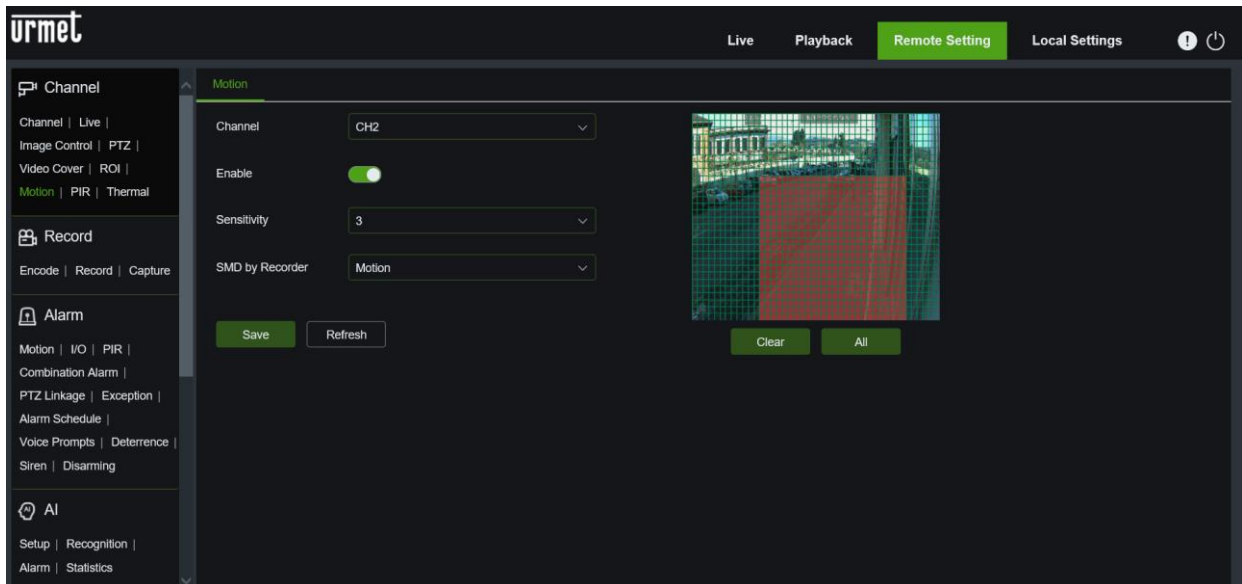 urmet
Live Playback Remote Setting Local Settings
Channel
Channel | Live |
Image Control | PTZ |
Video Cover | ROI |
Motion | PIR | Thermal
Record
Encode | Record | Capture
Alarm
Motion | I/O | PIR |
Combination Alarm |
PTZ Linkage | Exception |
Alarm Schedule |
Voice Prompts | Deterrence |
Siren | Disarming
AI
Setup | Recognition |
Alarm | Statistics
Motion
Channel CH2
Enable
Sensitivity 3
SMD by Recorder Motion
Save Refresh
Clear All